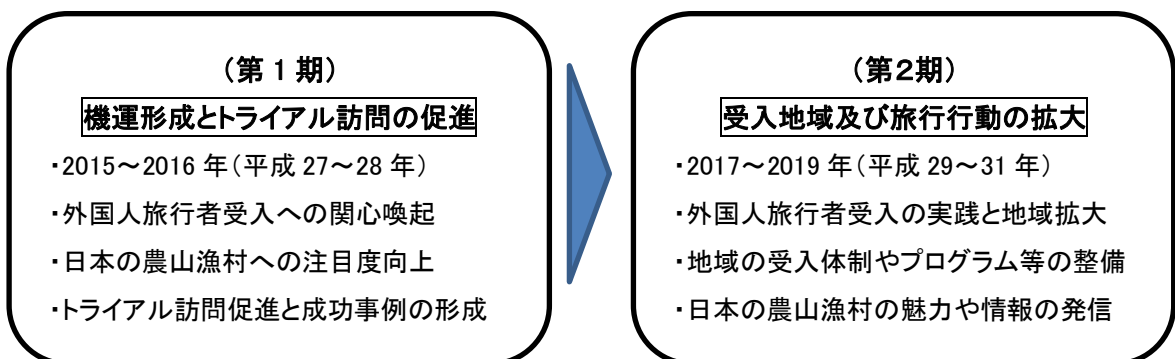 （第１期）
機運形成とトライアル訪問の促進
・2015～2016 年（平成 27～28 年）
・外国人旅行者受入への関心喚起
・日本の農山漁村への注目度向上
・トライアル訪問促進と成功事例の形成
（第２期）
受入地域及び旅行行動の拡大
・2017～2019 年（平成 29～31 年）
・外国人旅行者受入の実践と地域拡大
・地域の受入体制やプログラム等の整備
・日本の農山漁村の魅力や情報の発信